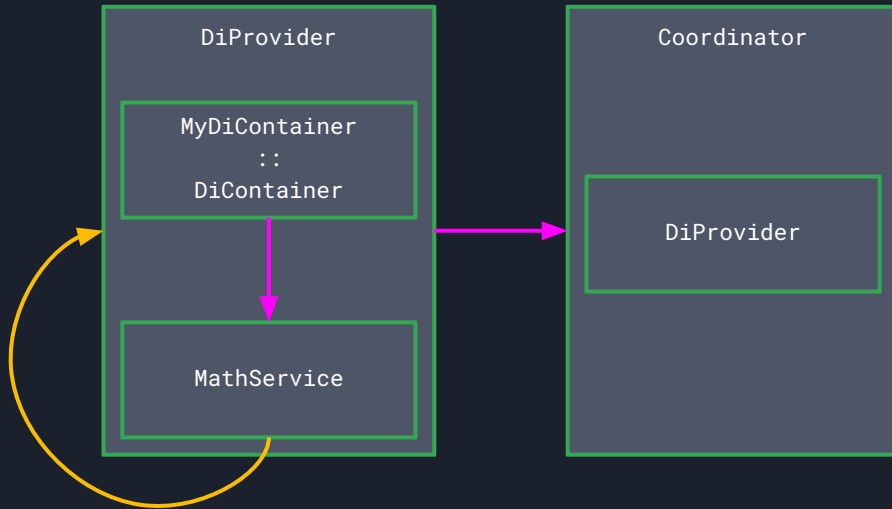 DiProvider
MyDiContainer
::
DiContainer
MathService
Coordinator
DiProvider